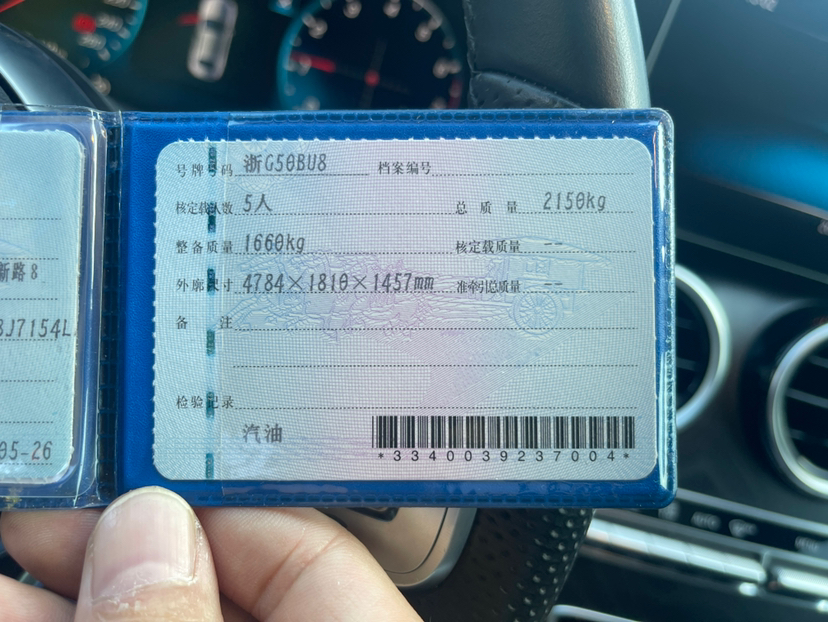 新路8
BJ7154L
05-26
号牌号码 浙G50BU8 档案编号
核定载人数 5人 总质量 2150kg
整备质量 1660kg 核定载质量 --
外廓尺寸 4784×1810×1457mm 准牵引总质量 --
备注
检验记录
汽油
*3340039237004*